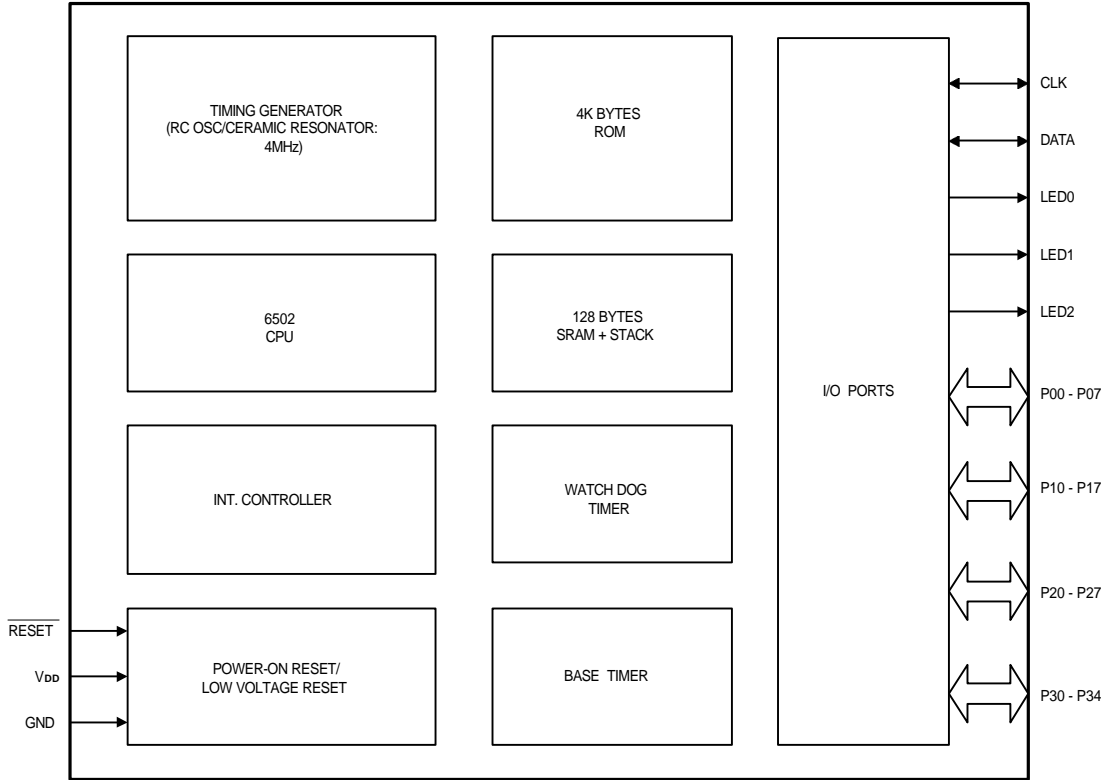 TIMING GENERATOR
(RC OSC/CERAMIC RESONATOR:
4MHz)
4K BYTES
ROM
6502
CPU
128 BYTES
SRAM + STACK
INT. CONTROLLER
WATCH DOG
TIMER
POWER-ON RESET/
LOW VOLTAGE RESET
BASE TIMER
I/O PORTS
RESET
VDD
GND
CLK
DATA
LED0
LED1
LED2
P00 - P07
P10 - P17
P20 - P27
P30 - P34